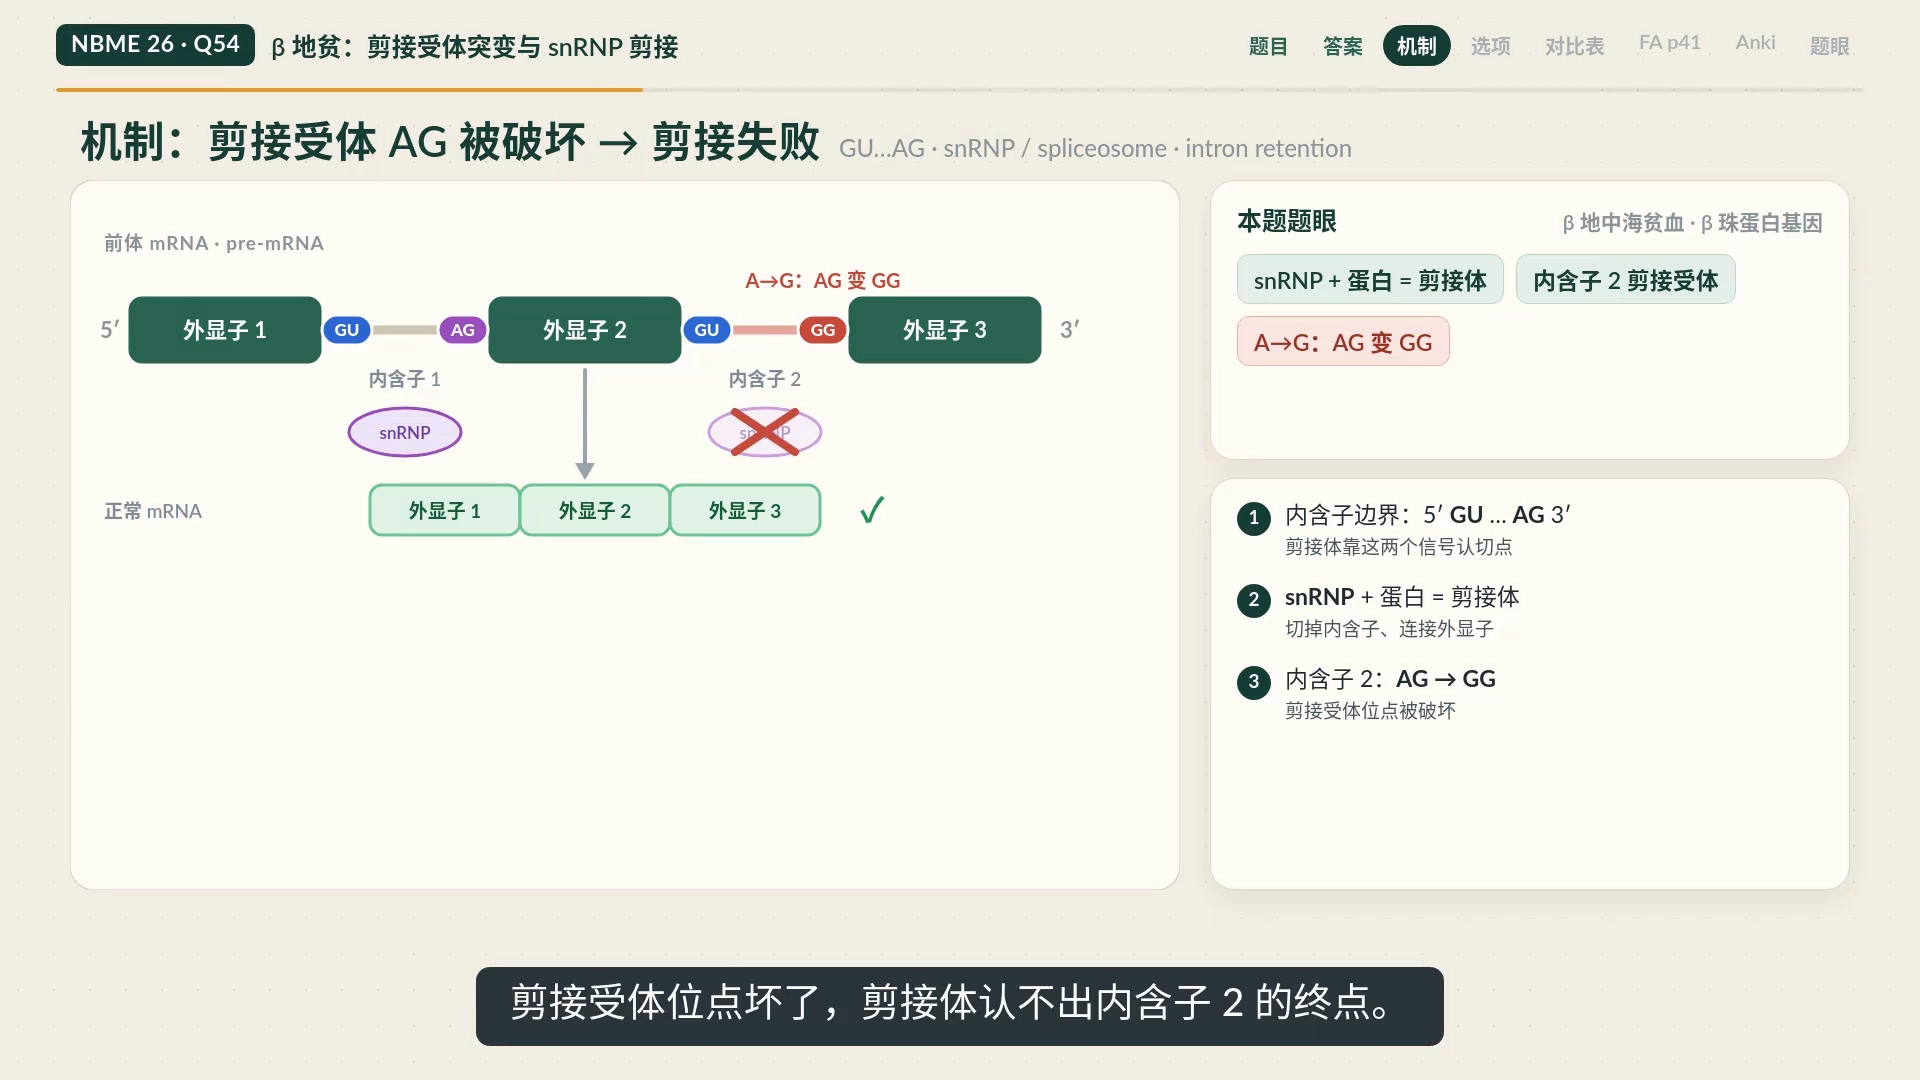 NBME 26 · Q54
β 地贫：剪接受体突变与 snRNP 剪接
题目 答案 机制 选项 对比表 FA p41 Anki 题眼
机制：剪接受体 AG 被破坏 → 剪接失败 GU...AG · snRNP / spliceosome · intron retention
前体 mRNA · pre-mRNA
A→G：AG 变 GG
5′ 外显子 1 GU AG 外显子 2 GU GG 外显子 3 3′
内含子 1 内含子 2
snRNP snRNP
正常 mRNA 外显子 1 外显子 2 外显子 3 ✓
本题题眼 β 地中海贫血 · β 珠蛋白基因
snRNP + 蛋白 = 剪接体 内含子 2 剪接受体
A→G：AG 变 GG
1 内含子边界：5′ GU ... AG 3′
剪接体靠这两个信号认切点
2 snRNP + 蛋白 = 剪接体
切掉内含子、连接外显子
3 内含子 2：AG → GG
剪接受体位点被破坏
剪接受体位点坏了，剪接体认不出内含子 2 的终点。